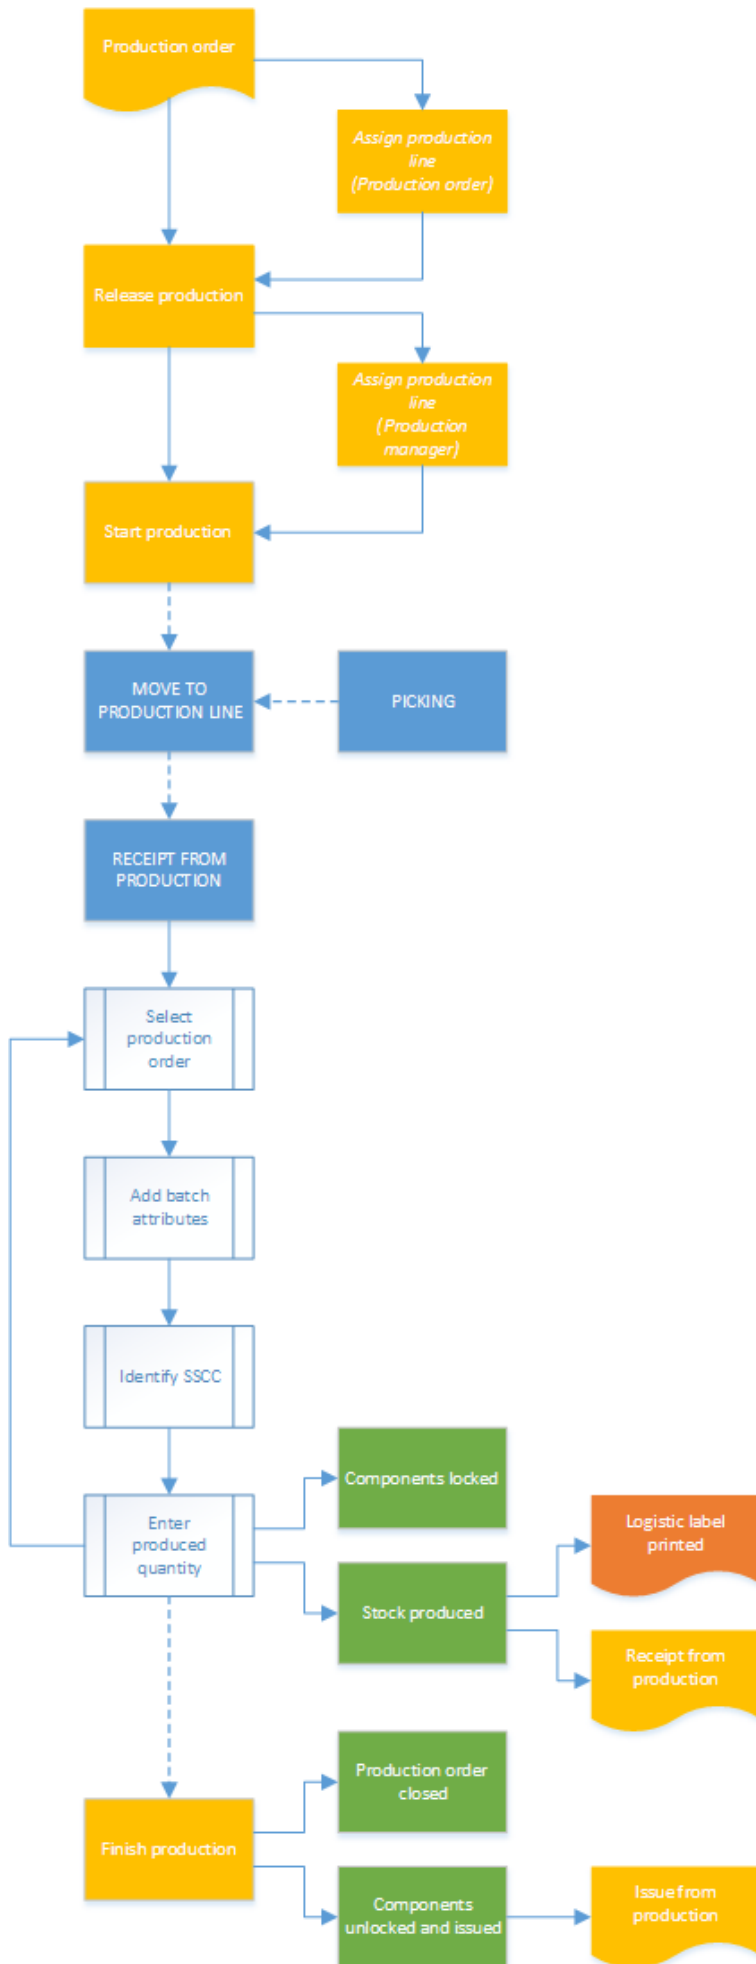 Production order
Assign production
line
(Production order)
Release production
Assign production
line
(Production
manager)
Start production
MOVE TO
PRODUCTION LINE
PICKING
RECEIPT FROM
PRODUCTION
Select
production
order
Add batch
attributes
Identify SSCC
Enter
produced
quantity
Components locked
Stock produced
Logistic label
printed
Receipt from
production
Production order
closed
Finish production
Components
unlocked and issued
Issue from
production